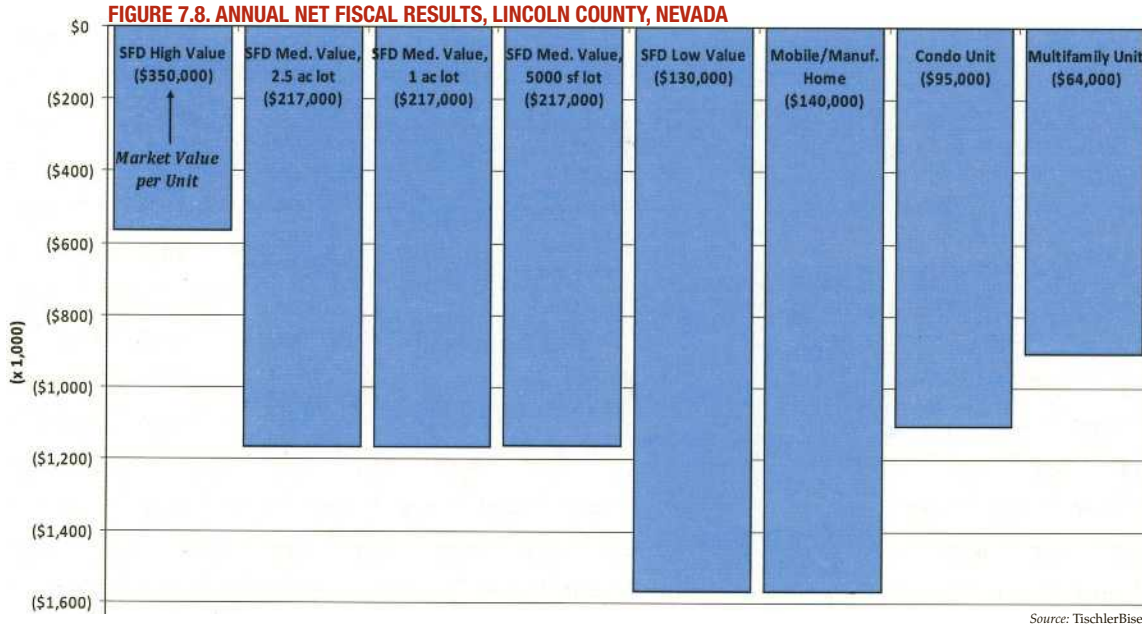 FIGURE 7.8. ANNUAL NET FISCAL RESULTS, LINCOLN COUNTY, NEVADA
$0
($200)
($400)
($600)
($800)
($1,000)
($1,200)
($1,400)
($1,600)
(x 1,000)
SFD High Value
($350,000)
Market Value
per Unit
SFD Med. Value,
2.5 ac lot
($217,000)
SFD Med. Value,
1 ac lot
($217,000)
SFD Med. Value,
5000 sf lot
($217,000)
SFD Low Value
($130,000)
Mobile/Manuf.
Home
($140,000)
Condo Unit
($95,000)
Multifamily Unit
($64,000)
Source: TischlerBise